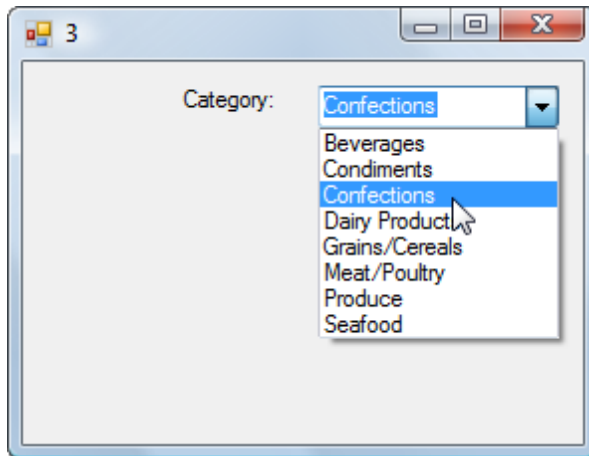 3
Category: Confections
Beverages
Condiments
Confections
Dairy Product
Grains/Cereals
Meat/Poultry
Produce
Seafood